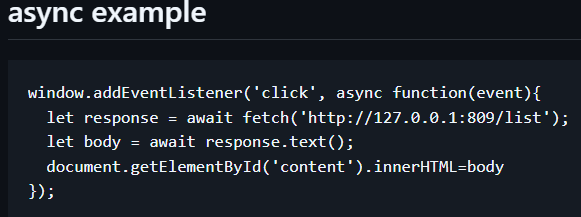 async example
window.addEventListener('click', async function(event){
  let response = await fetch('http://127.0.0.1:809/list');
  let body = await response.text();
  document.getElementById('content').innerHTML=body
});